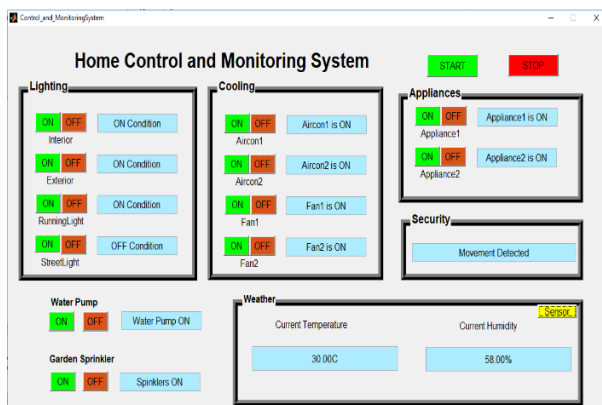 Control_and_MonitoringSystem
Home Control and Monitoring System
START
STOP
Lighting
ON OFF ON Condition
Interior
ON OFF ON Condition
Exterior
ON OFF ON Condition
RunningLight
ON OFF OFF Condition
StreetLight
Cooling
ON OFF Aircon1 is ON
Aircon1
ON OFF Aircon2 is ON
Aircon2
ON OFF Fan1 is ON
Fan1
ON OFF Fan2 is ON
Fan2
Appliances
ON OFF Appliance1 is ON
Appliance1
ON OFF Appliance2 is ON
Appliance2
Security
Movement Detected
Water Pump
ON OFF Water Pump ON
Garden Sprinkler
ON OFF Spinklers ON
Weather
Sensor
Current Temperature
30.00C
Current Humidity
58.00%